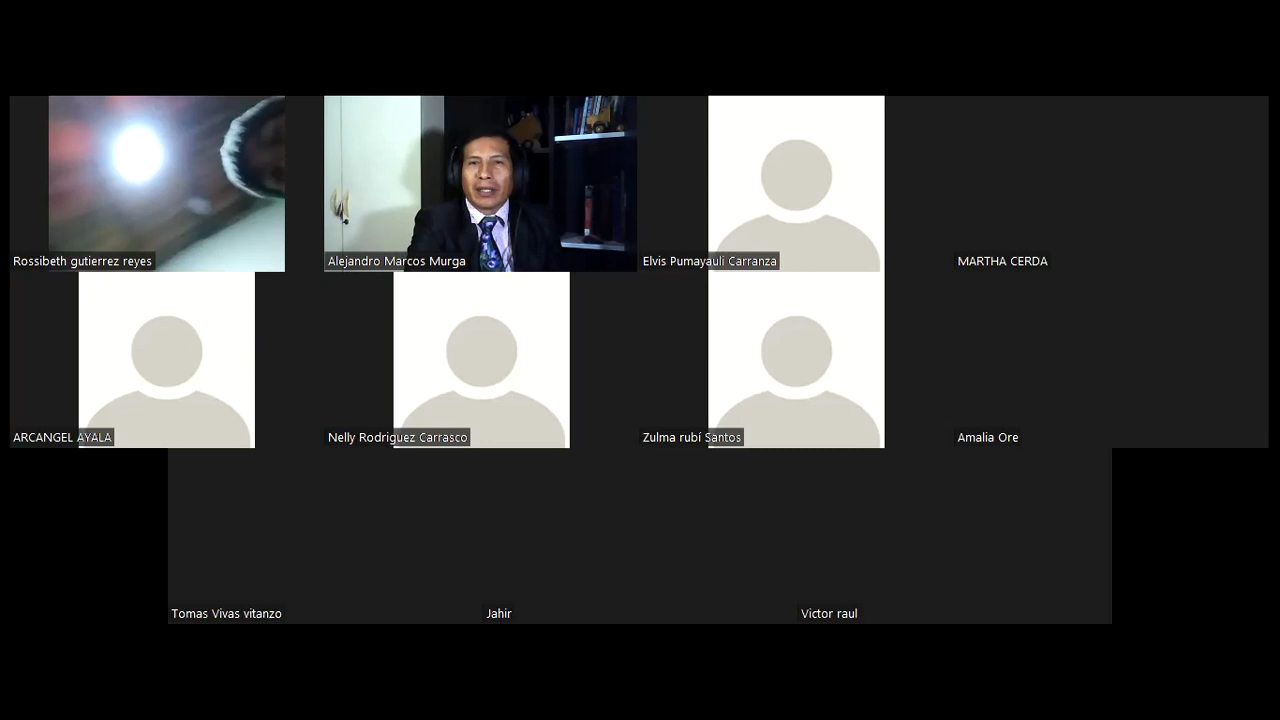 Rossibeth gutierrez reyes
Alejandro Marcos Murga
Elvis Pumayauli Carranza
MARTHA CERDA
ARCANGEL AYALA
Nelly Rodriguez Carrasco
Zulma rubí Santos
Amalia Ore
Tomas Vivas vitanzo
Jahir
Victor raul